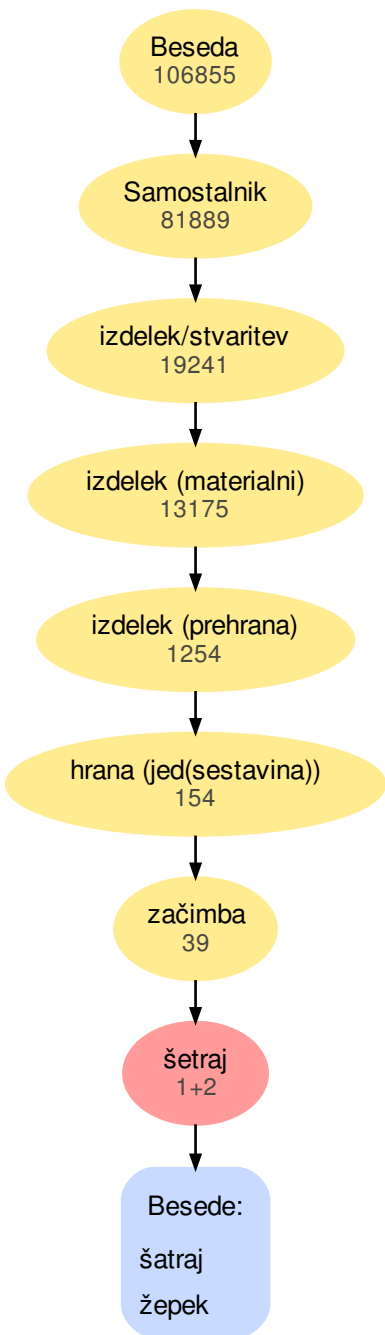 Beseda
106855
Samostalnik
81889
izdelek/stvaritev
19241
izdelek (materialni)
13175
izdelek (prehrana)
1254
hrana (jed(sestavina))
154
začimba
39
šetraj
1+2
Besede:
šatraj
žepek